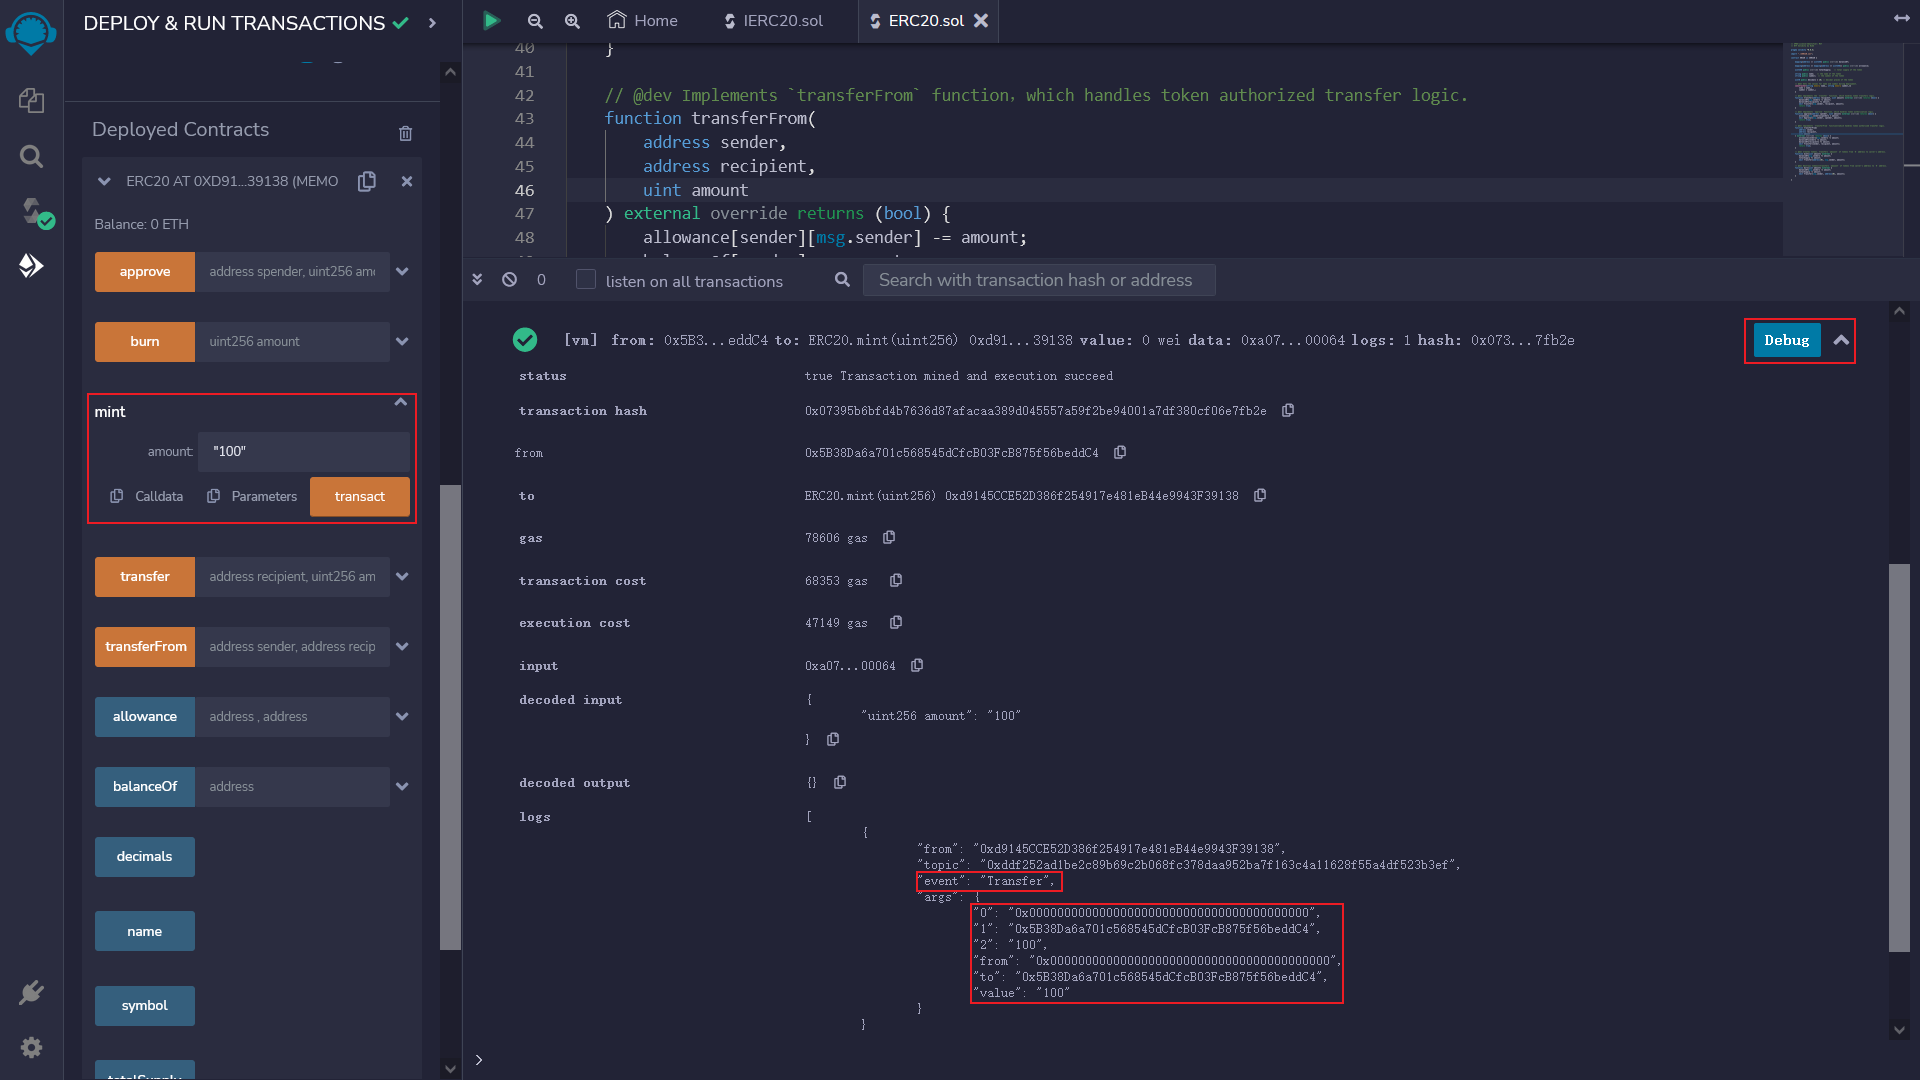 DEPLOY & RUN TRANSACTIONS
Deployed Contracts
ERC20 AT 0XD91...39138 (MEMO
Balance: 0 ETH
approve
address spender, uint256 am
burn
uint256 amount
mint
amount:
"100"
Calldata
Parameters
transact
transfer
address recipient, uint256 am
transferFrom
address sender, address recip
allowance
address , address
balanceOf
address
decimals
name
symbol
Home
IERC20.sol
ERC20.sol
40 }
41
42 // @dev Implements `transferFrom` function，which handles token authorized transfer logic.
43 function transferFrom(
44 address sender,
45 address recipient,
46 uint amount
47 ) external override returns (bool) {
48 allowance[sender][msg.sender] -= amount;
0
listen on all transactions
Search with transaction hash or address
[vm] from: 0x5B3...eddC4 to: ERC20.mint(uint256) 0xd91...39138 value: 0 wei data: 0xa07...00064 logs: 1 hash: 0x073...7fb2e
Debug
status true Transaction mined and execution succeed
transaction hash 0x07395b6bfd4b7636d87afacaa389d045557a59f2be94001a7df380cf06e7fb2e
from 0x5B38Da6a701c568545dCfcB03FcB875f56beddC4
to ERC20.mint(uint256) 0xd9145CCE52D386f254917e481eB44e9943F39138
gas 78606 gas
transaction cost 68353 gas
execution cost 47149 gas
input 0xa07...00064
decoded input {
"uint256 amount": "100"
}
decoded output {}
logs [
{
"from": "0xd9145CCE52D386f254917e481eB44e9943F39138",
"topic": "0xddf252ad1be2c89b69c2b068fc378daa952ba7f163c4a11628f55a4df523b3ef",
"event": "Transfer",
"args": {
"0": "0x0000000000000000000000000000000000000000",
"1": "0x5B38Da6a701c568545dCfcB03FcB875f56beddC4",
"2": "100",
"from": "0x0000000000000000000000000000000000000000",
"to": "0x5B38Da6a701c568545dCfcB03FcB875f56beddC4",
"value": "100"
}
}
>